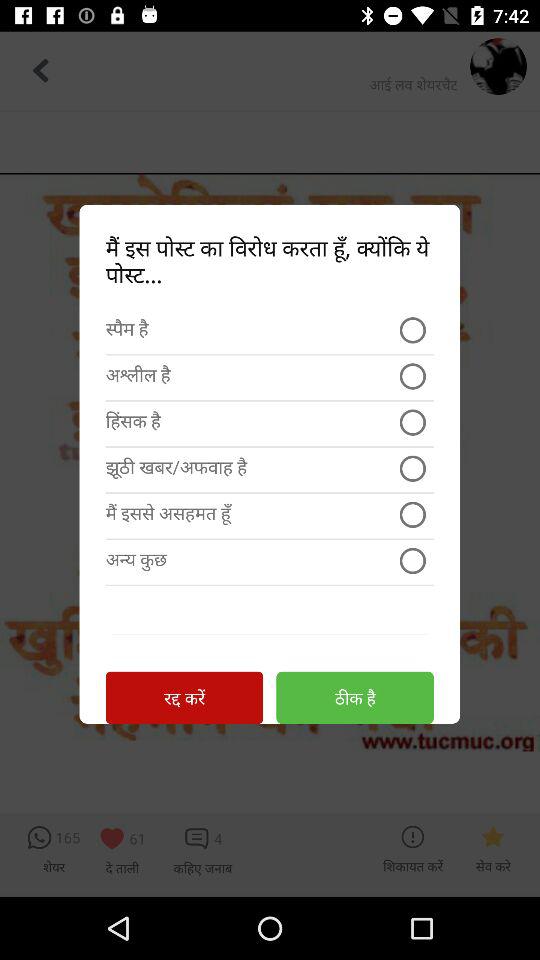 7:42
आई लव शेयरचैट
मैं इस पोस्ट का विरोध करता हूँ, क्योंकि ये
पोस्ट...
स्पैम है
अश्लील है
हिंसक है
झूठी खबर/अफवाह है
मैं इससे असहमत हूँ
अन्य कुछ
रद्द करें
ठीक है
की
www.tucmuc.org
165
61
4
शेयर
दे ताली
कहिए जनाब
शिकायत करें
सेव करे